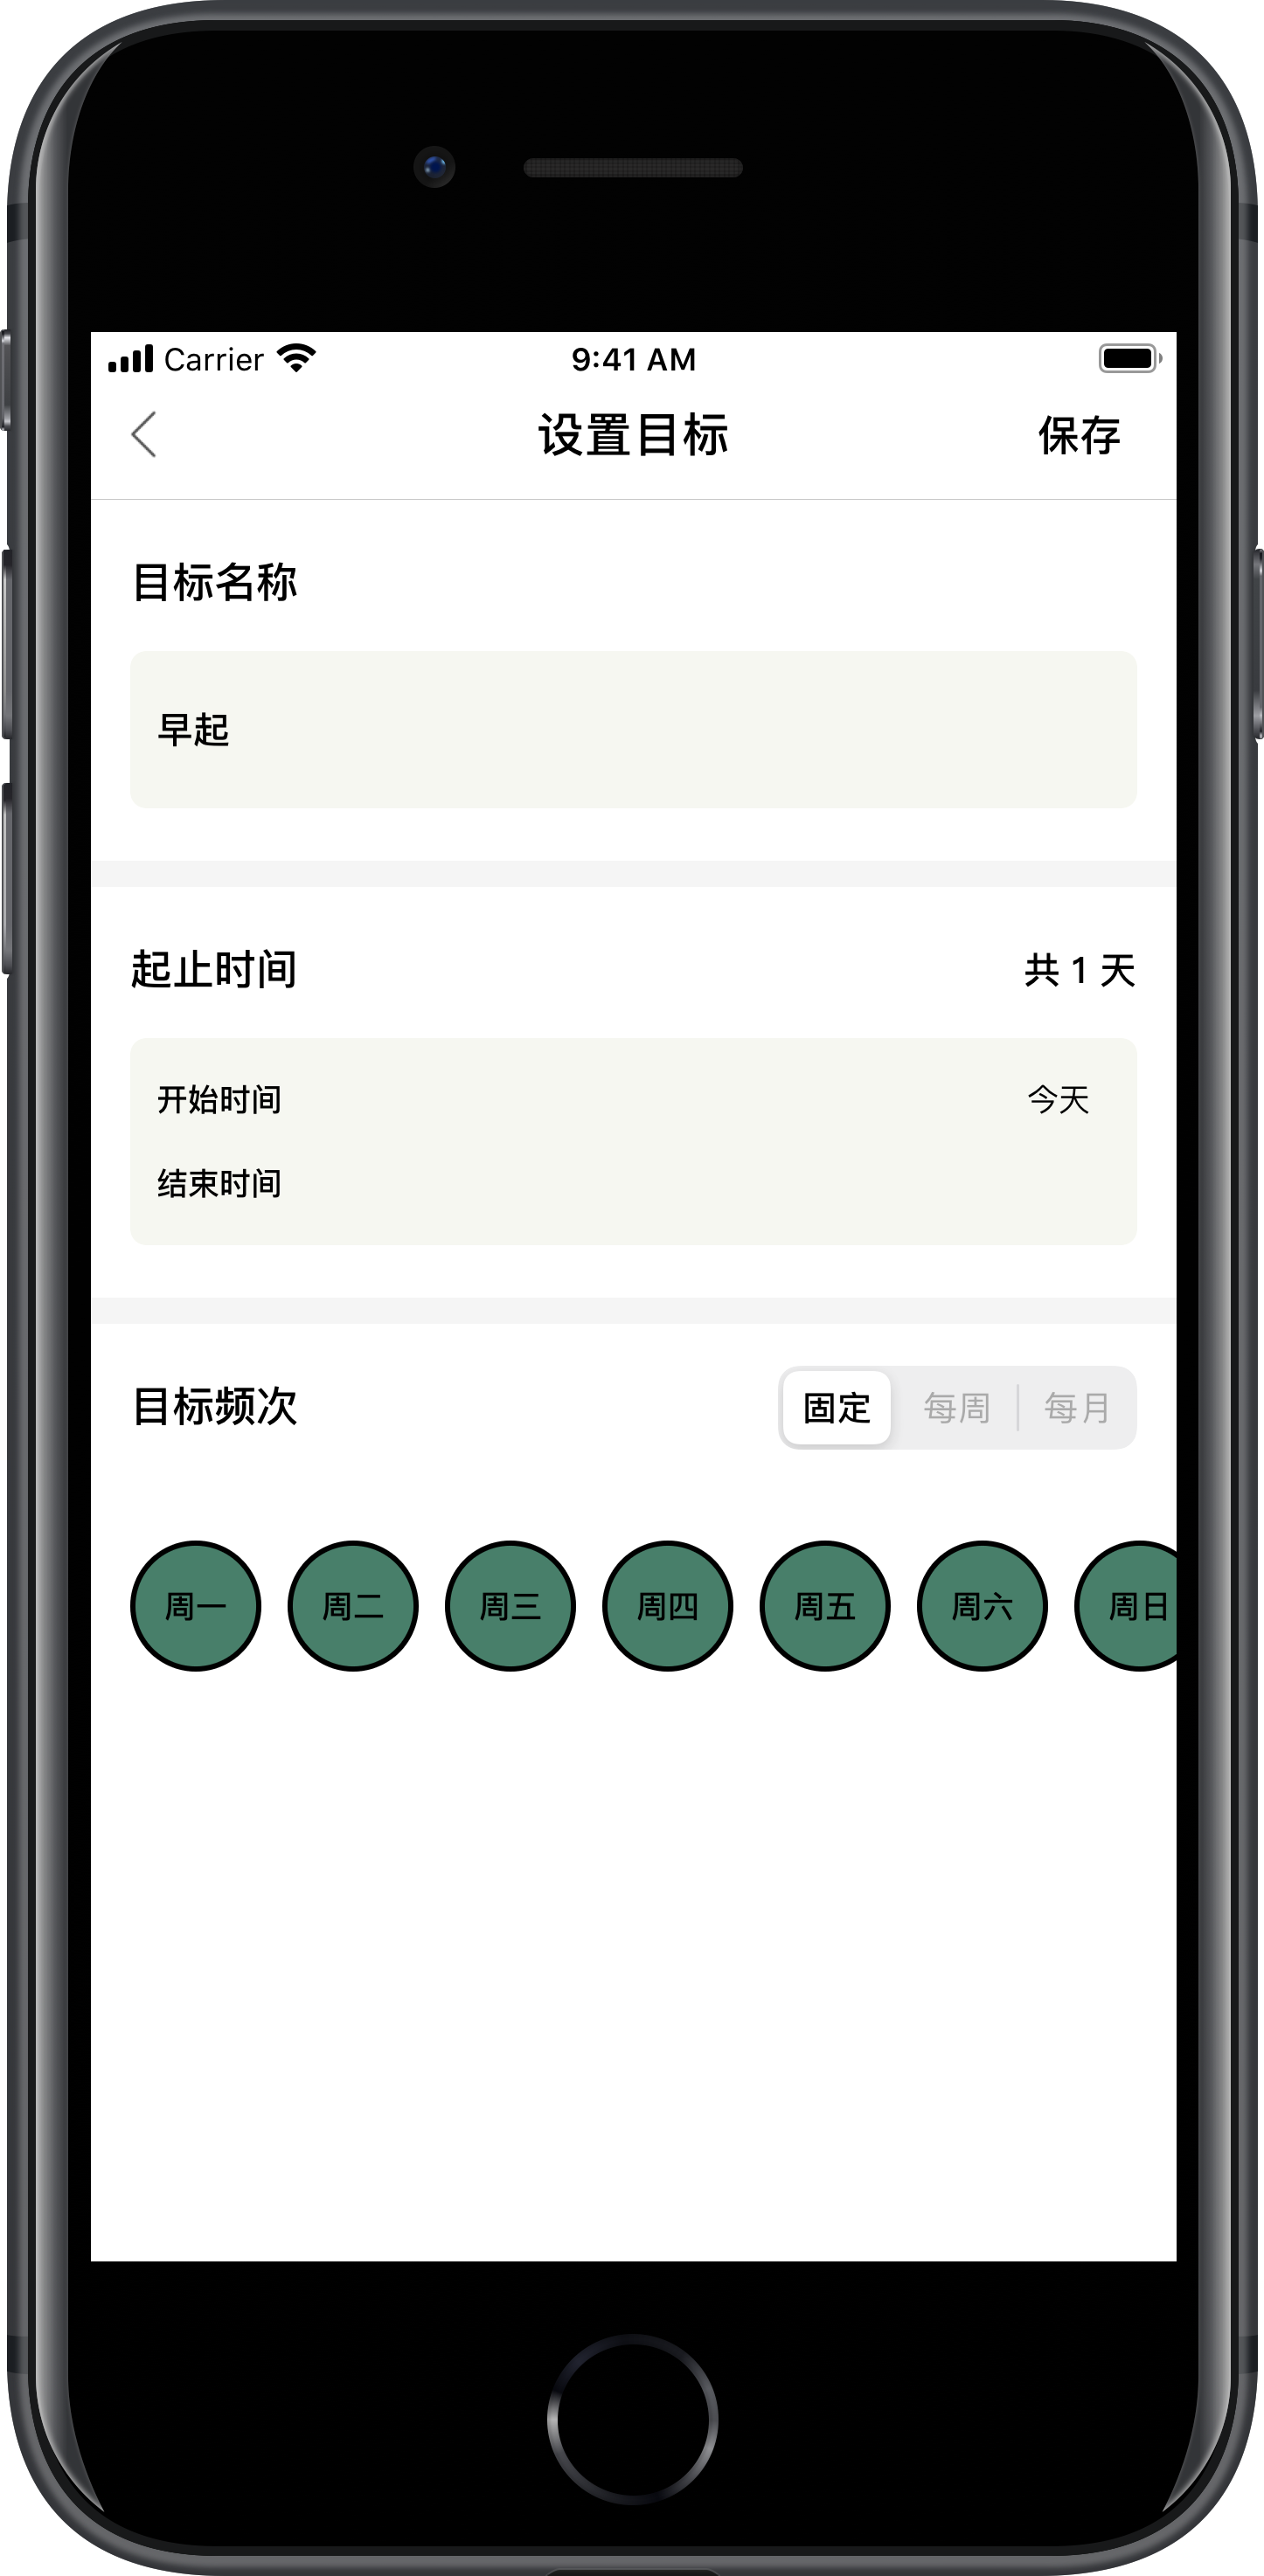 Carrier 9:41 AM
设置目标 保存
目标名称
早起
起止时间 共 1 天
开始时间 今天
结束时间
目标频次 固定 每周 每月
周一 周二 周三 周四 周五 周六 周日